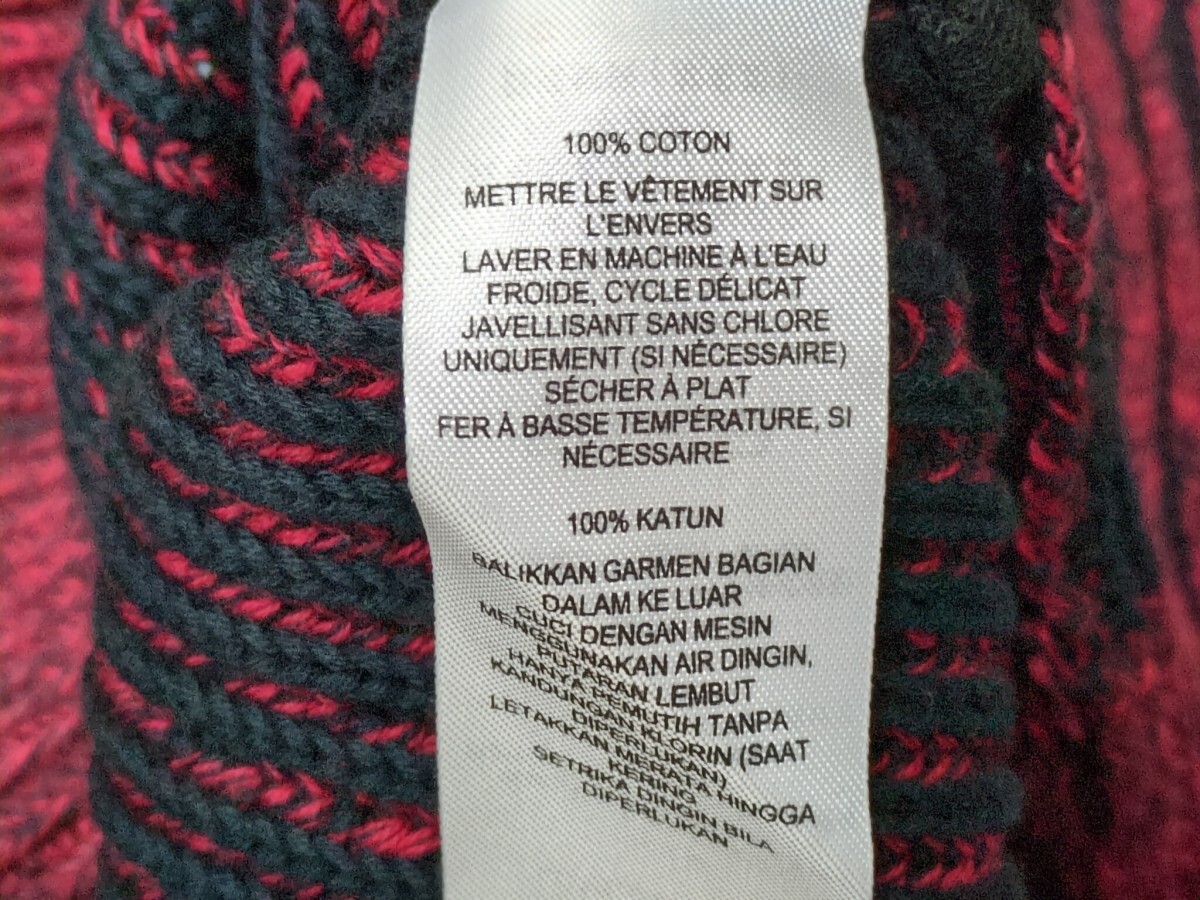 100% COTON
METTRE LE VÊTEMENT SUR
L'ENVERS
LAVER EN MACHINE À L'EAU
FROIDE, CYCLE DÉLICAT
JAVELLISANT SANS CHLORE
UNIQUEMENT (SI NÉCESSAIRE)
SÉCHER À PLAT
FER À BASSE TEMPÉRATURE, SI
NÉCESSAIRE
100% KATUN
BALIKKAN GARMEN BAGIAN
DALAM KE LUAR
CUCI DENGAN MESIN
MENGGUNAKAN AIR DINGIN,
PUTARAN LEMBUT
HANYA PEMUTIH TANPA
KANDUNGAN KLORIN (SAAT
DIPERLUKAN)
LETAKKAN MERATA HINGGA
KERING
SETRIKA DINGIN BILA
DIPERLUKAN